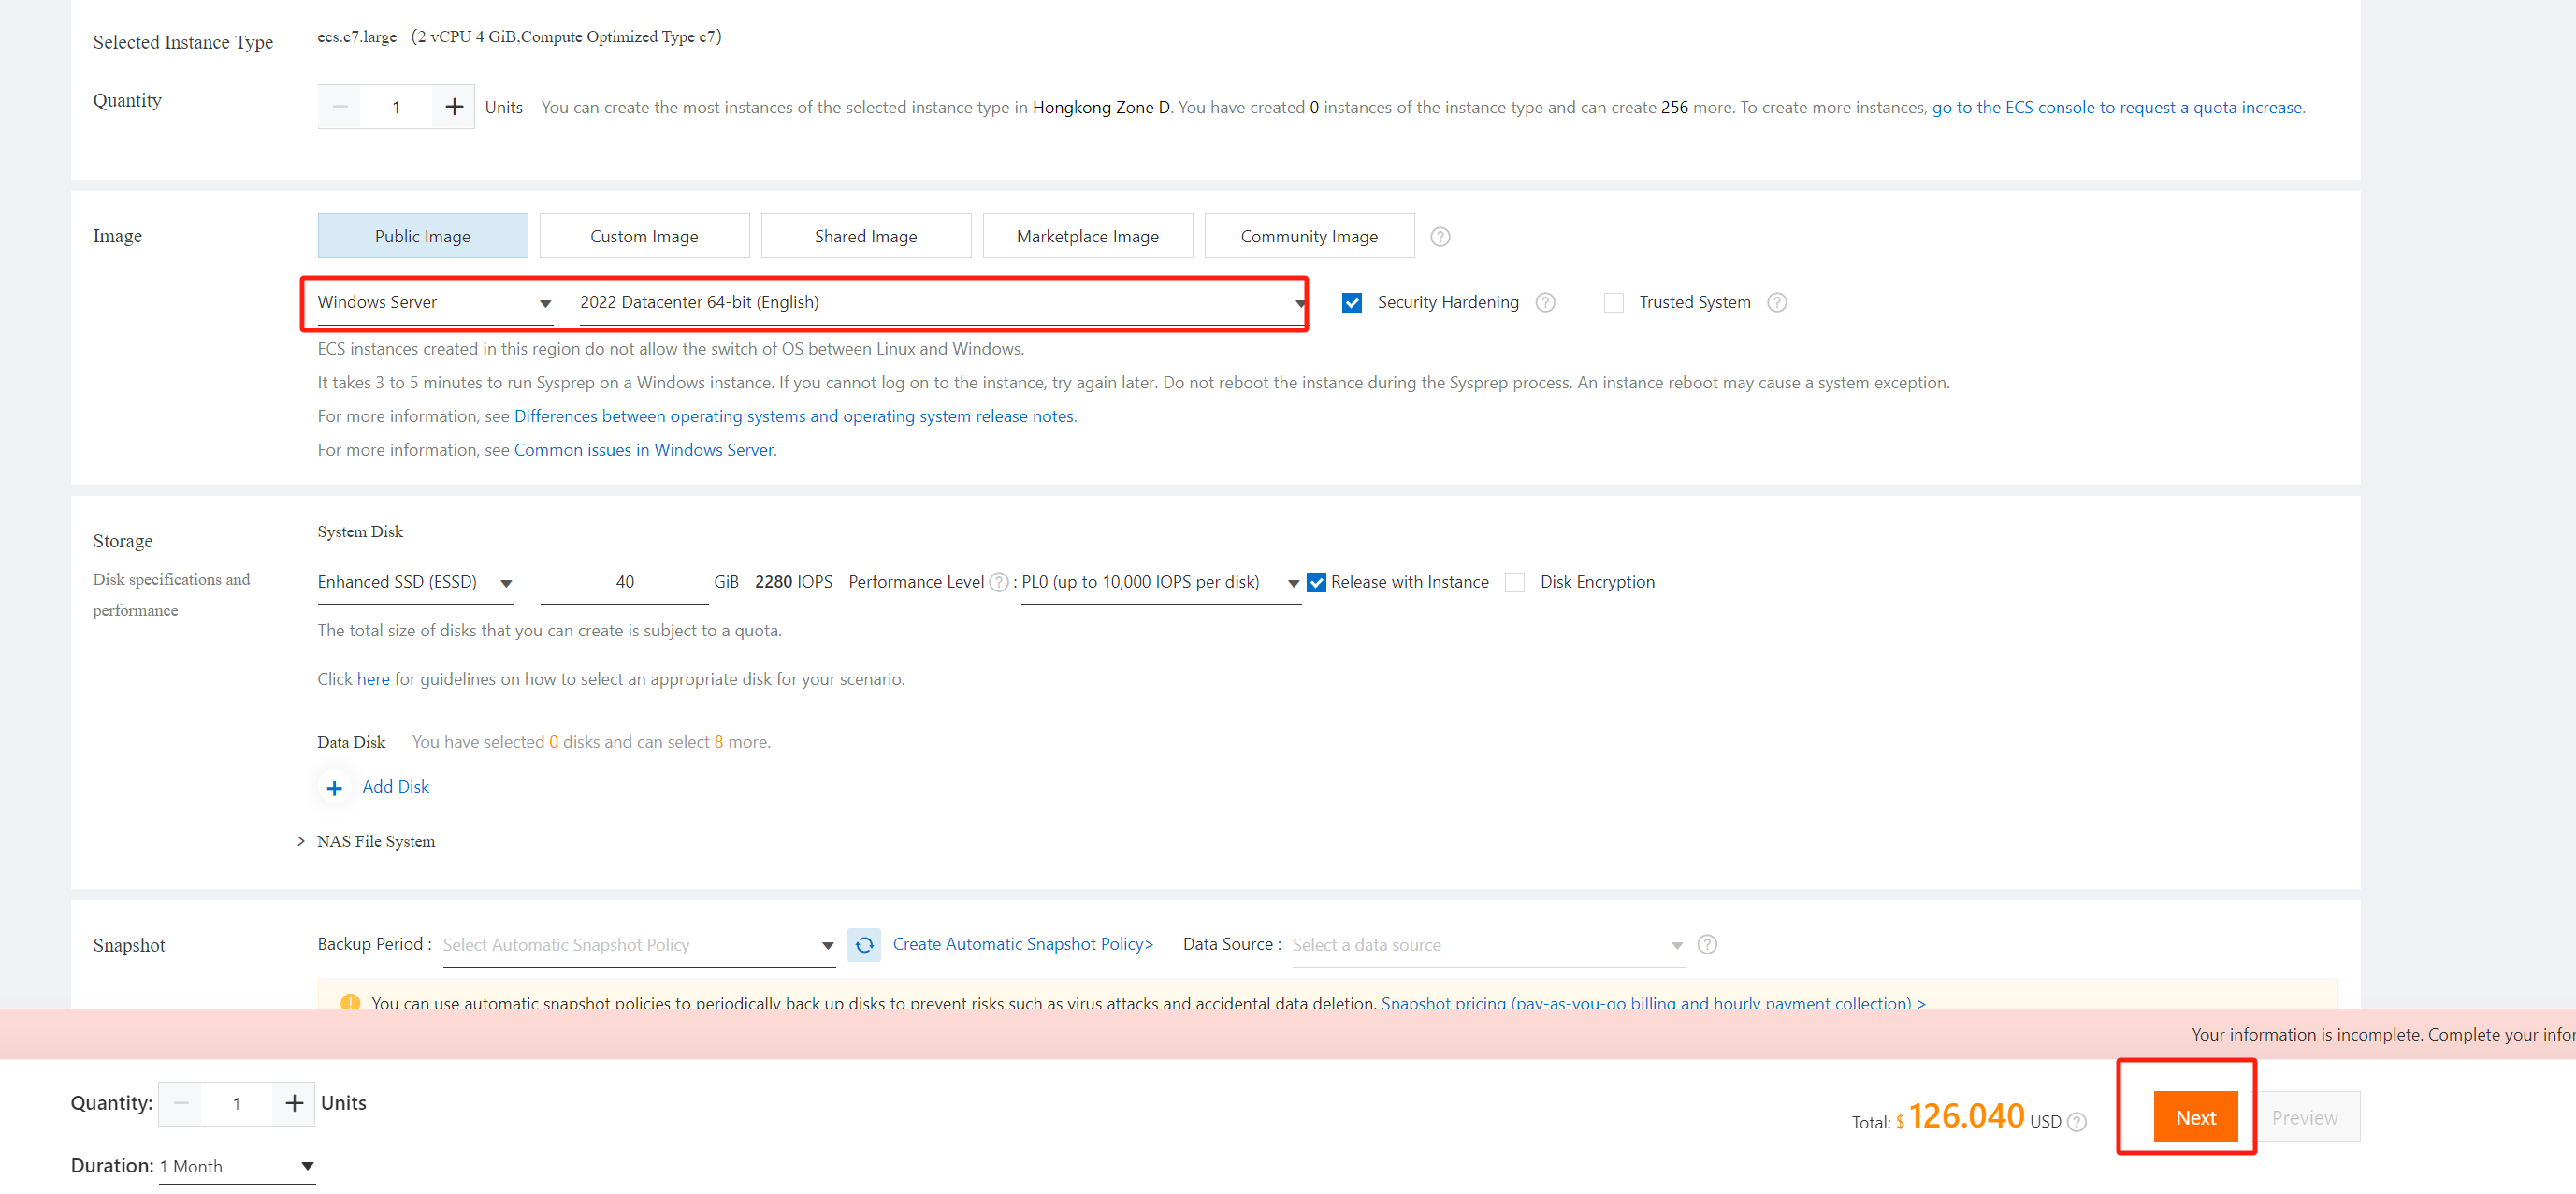 Selected Instance Type
ecs.c7.large (2 vCPU 4 GiB,Compute Optimized Type c7)
Quantity
1 Units You can create the most instances of the selected instance type in Hongkong Zone D. You have created 0 instances of the instance type and can create 256 more. To create more instances, go to the ECS console to request a quota increase.
Image
Public Image Custom Image Shared Image Marketplace Image Community Image
Windows Server 2022 Datacenter 64-bit (English) Security Hardening Trusted System
ECS instances created in this region do not allow the switch of OS between Linux and Windows.
It takes 3 to 5 minutes to run Sysprep on a Windows instance. If you cannot log on to the instance, try again later. Do not reboot the instance during the Sysprep process. An instance reboot may cause a system exception.
For more information, see Differences between operating systems and operating system release notes.
For more information, see Common issues in Windows Server.
Storage
Disk specifications and
performance
System Disk
Enhanced SSD (ESSD) 40 GiB 2280 IOPS Performance Level : PL0 (up to 10,000 IOPS per disk) Release with Instance Disk Encryption
The total size of disks that you can create is subject to a quota.
Click here for guidelines on how to select an appropriate disk for your scenario.
Data Disk You have selected 0 disks and can select 8 more.
Add Disk
NAS File System
Snapshot
Backup Period : Select Automatic Snapshot Policy Create Automatic Snapshot Policy> Data Source : Select a data source
You can use automatic snapshot policies to periodically back up disks to prevent risks such as virus attacks and accidental data deletion. Snapshot pricing (pay-as-you-go billing and hourly payment collection) >
Your information is incomplete. Complete your infor
Quantity: 1 Units
Total: $ 126.040 USD
Next
Preview
Duration: 1 Month